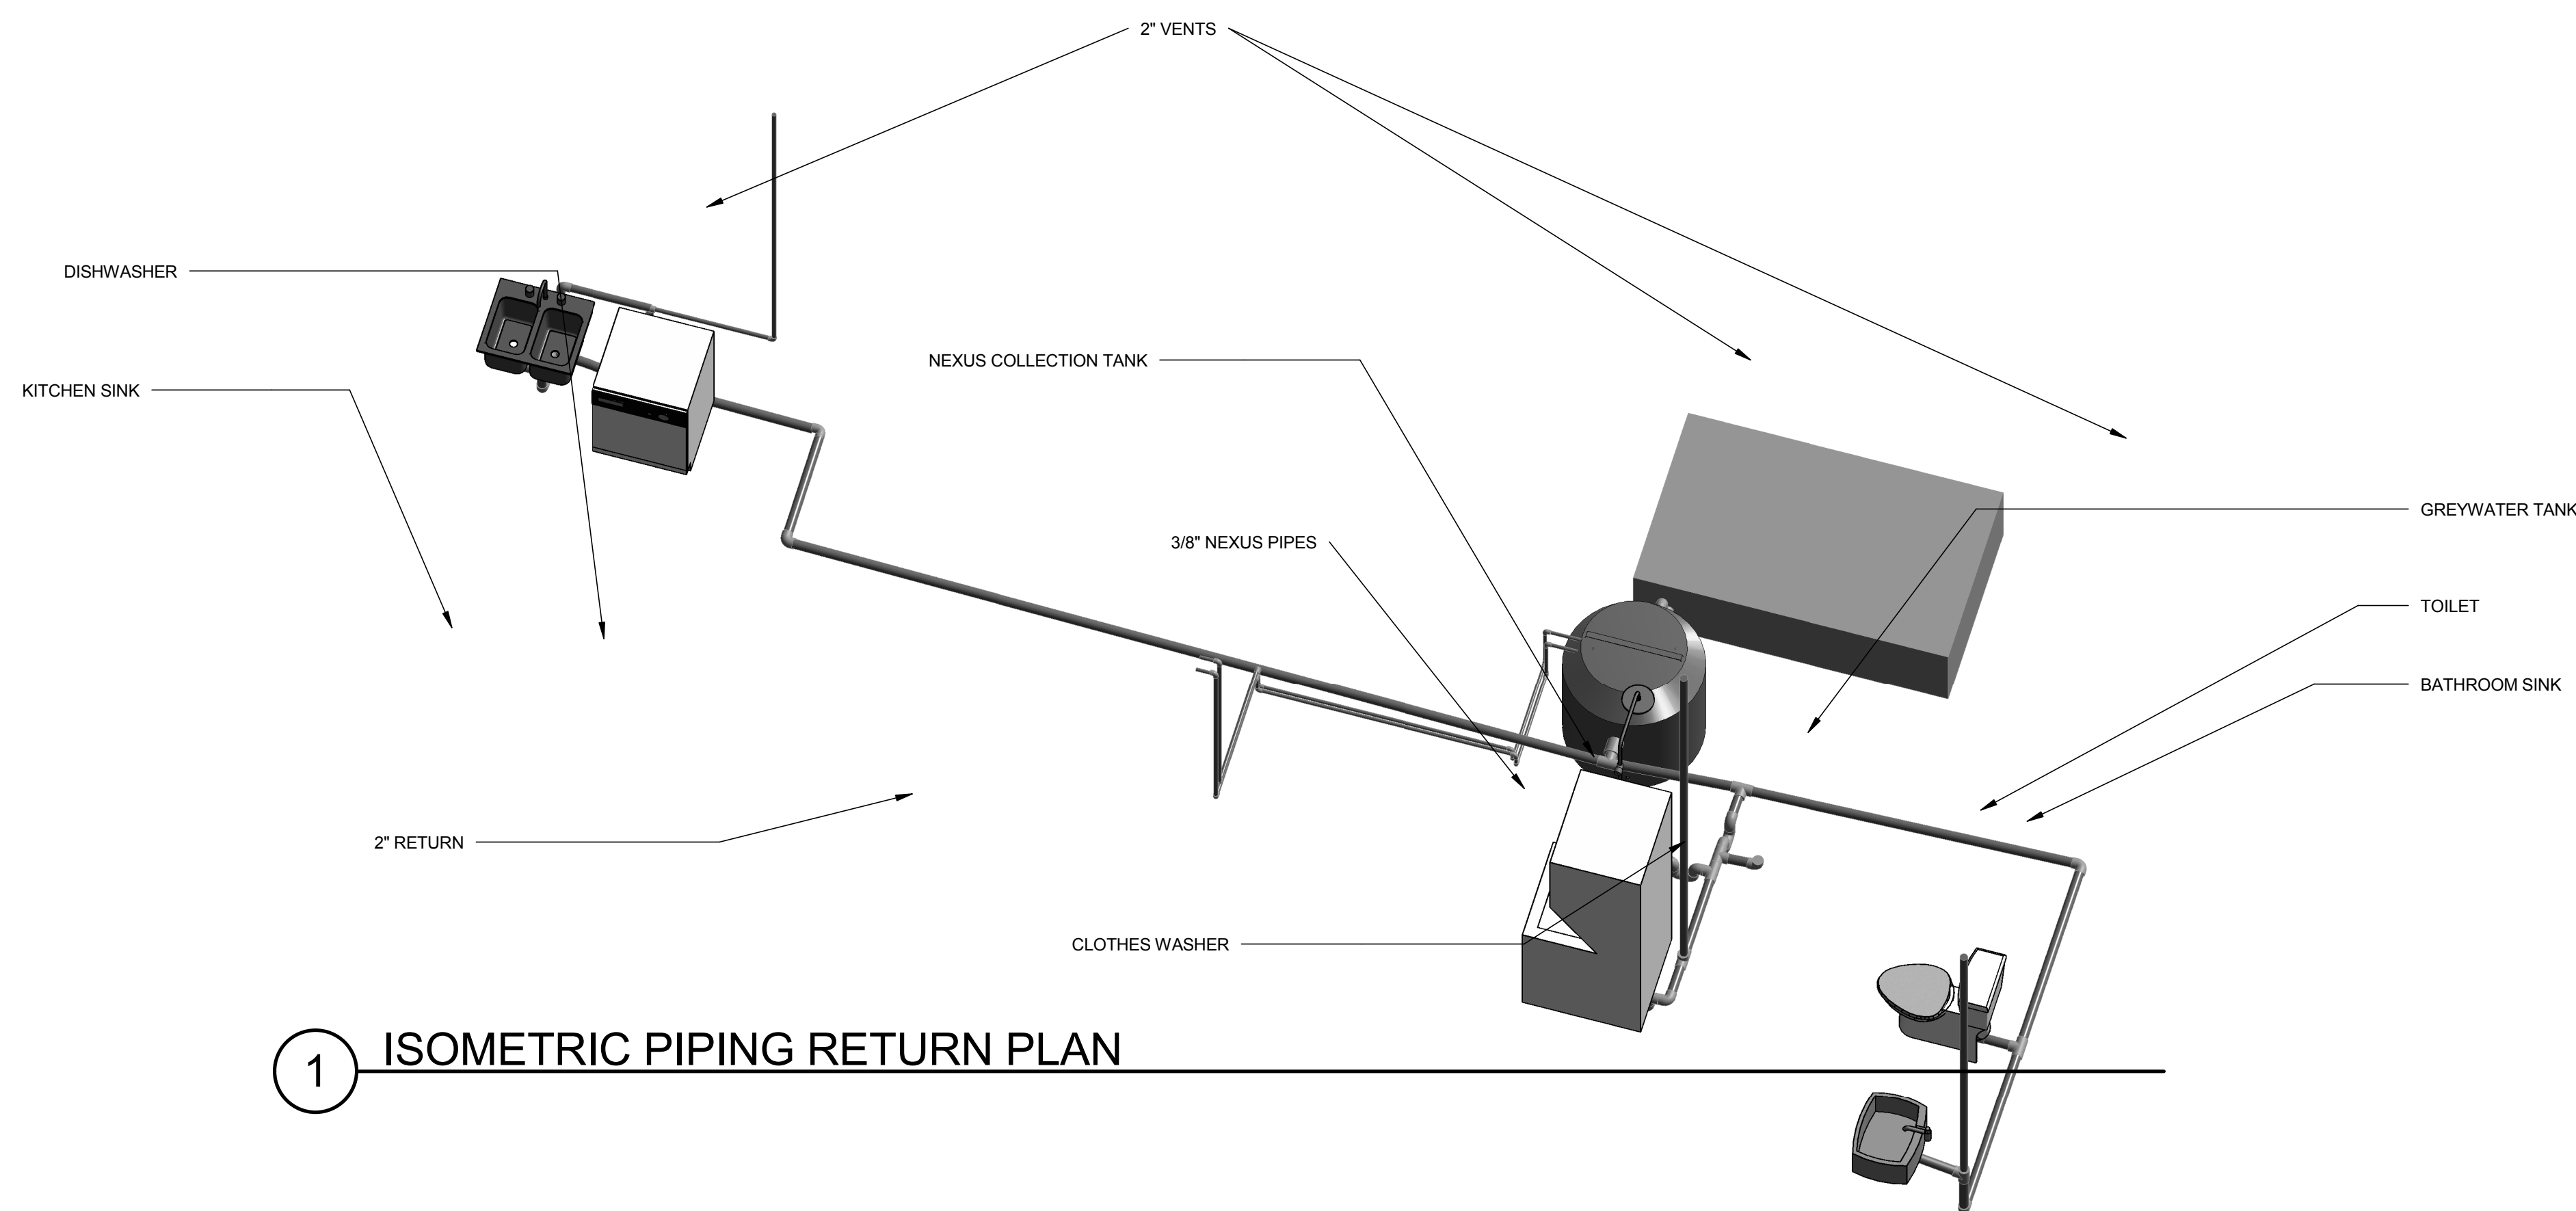 2" VENTS
DISHWASHER
NEXUS COLLECTION TANK
KITCHEN SINK
GREYWATER TANK
3/8" NEXUS PIPES
TOILET
BATHROOM SINK
2" RETURN
CLOTHES WASHER
1 ISOMETRIC PIPING RETURN PLAN